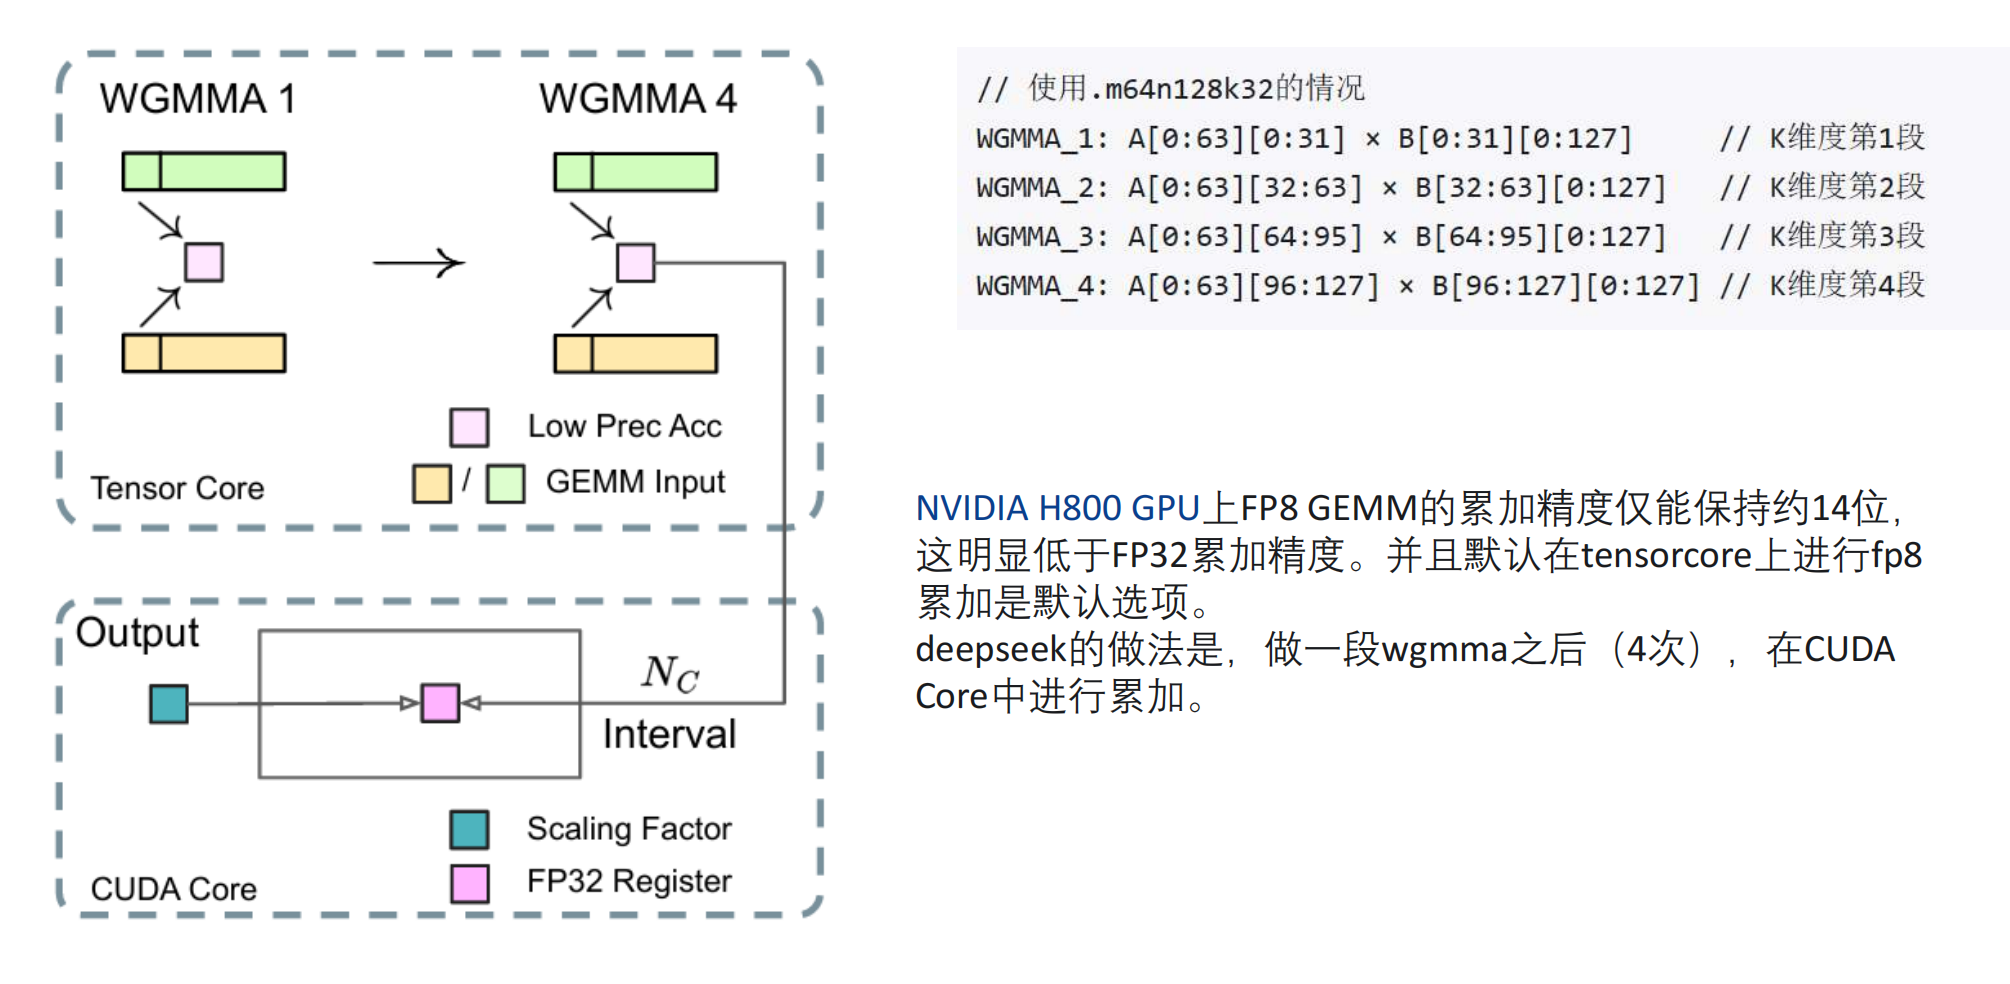 WGMMA 1
WGMMA 4
Low Prec Acc
/
GEMM Input
Tensor Core
Output
N_C
Interval
Scaling Factor
FP32 Register
CUDA Core
// 使用.m64n128k32的情况
WGMMA_1: A[0:63][0:31] × B[0:31][0:127]     // K维度第1段
WGMMA_2: A[0:63][32:63] × B[32:63][0:127]   // K维度第2段
WGMMA_3: A[0:63][64:95] × B[64:95][0:127]   // K维度第3段
WGMMA_4: A[0:63][96:127] × B[96:127][0:127] // K维度第4段
NVIDIA H800 GPU上FP8 GEMM的累加精度仅能保持约14位,
这明显低于FP32累加精度。并且默认在tensorcore上进行fp8
累加是默认选项。
deepseek的做法是，做一段wgmma之后（4次），在CUDA
Core中进行累加。